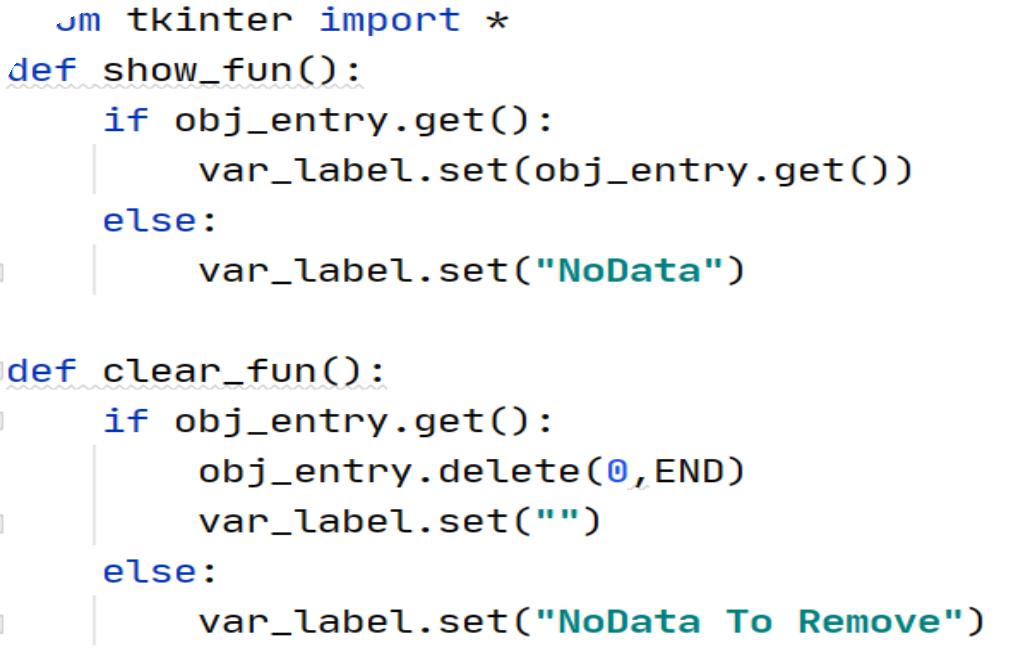 tkinter import *
def show_fun():
    if obj_entry.get():
        var_label.set(obj_entry.get())
    else:
        var_label.set("NoData")
def clear_fun():
    if obj_entry.get():
        obj_entry.delete(0,END)
        var_label.set("")
    else:
        var_label.set("NoData To Remove")